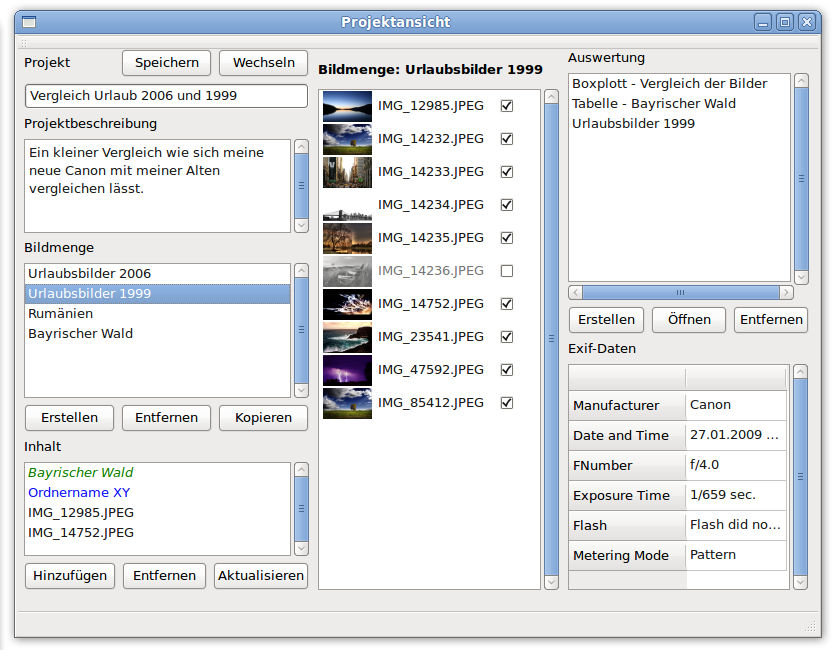 Projektansicht
Projekt
Speichern
Wechseln
Vergleich Urlaub 2006 und 1999
Projektbeschreibung
Ein kleiner Vergleich wie sich meine
neue Canon mit meiner Alten
vergleichen lässt.
Bildmenge
Urlaubsbilder 2006
Urlaubsbilder 1999
Rumänien
Bayrischer Wald
Erstellen
Entfernen
Kopieren
Inhalt
Bayrischer Wald
Ordnername XY
IMG_12985.JPEG
IMG_14752.JPEG
Hinzufügen
Entfernen
Aktualisieren
Bildmenge: Urlaubsbilder 1999
IMG_12985.JPEG
IMG_14232.JPEG
IMG_14233.JPEG
IMG_14234.JPEG
IMG_14235.JPEG
IMG_14236.JPEG
IMG_14752.JPEG
IMG_23541.JPEG
IMG_47592.JPEG
IMG_85412.JPEG
Auswertung
Boxplott - Vergleich der Bilder
Tabelle - Bayrischer Wald
Urlaubsbilder 1999
Erstellen
Öffnen
Entfernen
Exif-Daten
Manufacturer Canon
Date and Time 27.01.2009 ...
FNumber f/4.0
Exposure Time 1/659 sec.
Flash Flash did no...
Metering Mode Pattern